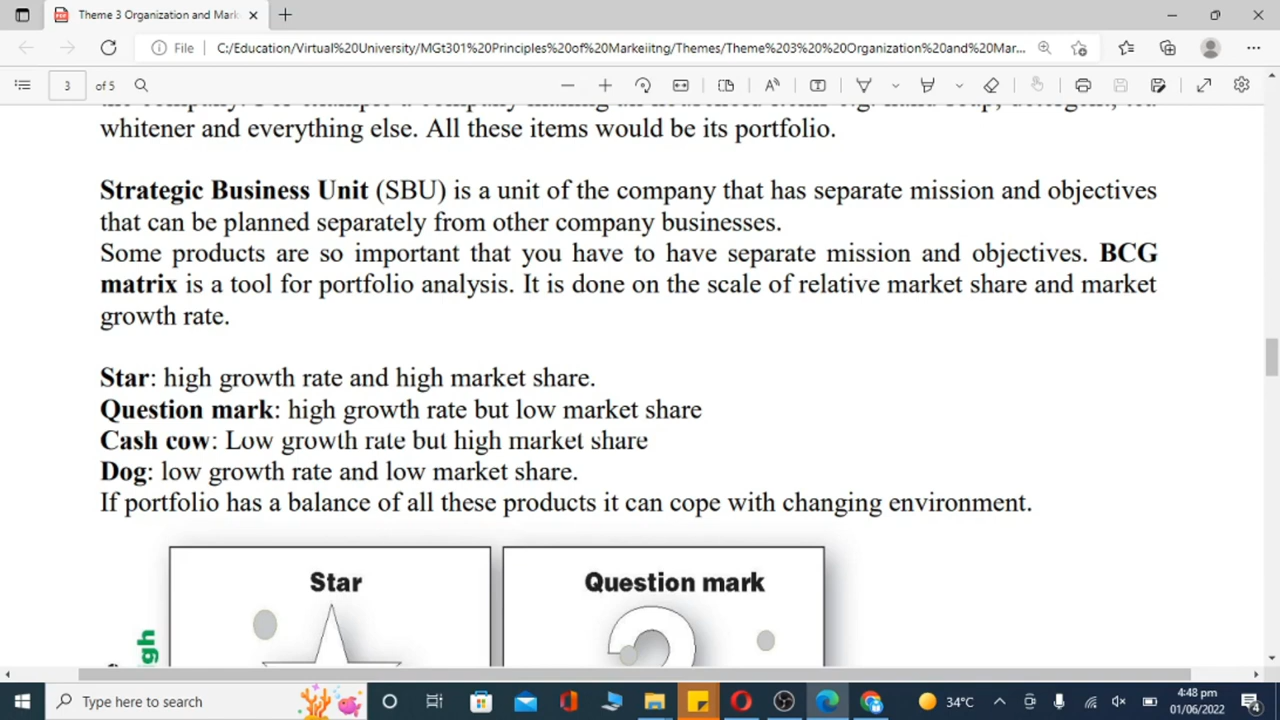 Theme 3 Organization and Mark
File C:/Education/Virtual%20University/MGt301%20Principles%20of%20Markeiitng/Themes/Theme%203%20%20Organization%20and%20Mar...
3 of 5
whitener and everything else. All these items would be its portfolio.
Strategic Business Unit (SBU) is a unit of the company that has separate mission and objectives
that can be planned separately from other company businesses.
Some products are so important that you have to have separate mission and objectives. BCG
matrix is a tool for portfolio analysis. It is done on the scale of relative market share and market
growth rate.
Star: high growth rate and high market share.
Question mark: high growth rate but low market share
Cash cow: Low growth rate but high market share
Dog: low growth rate and low market share.
If portfolio has a balance of all these products it can cope with changing environment.
Star Question mark
Type here to search
34°C
4:48 pm
01/06/2022
4